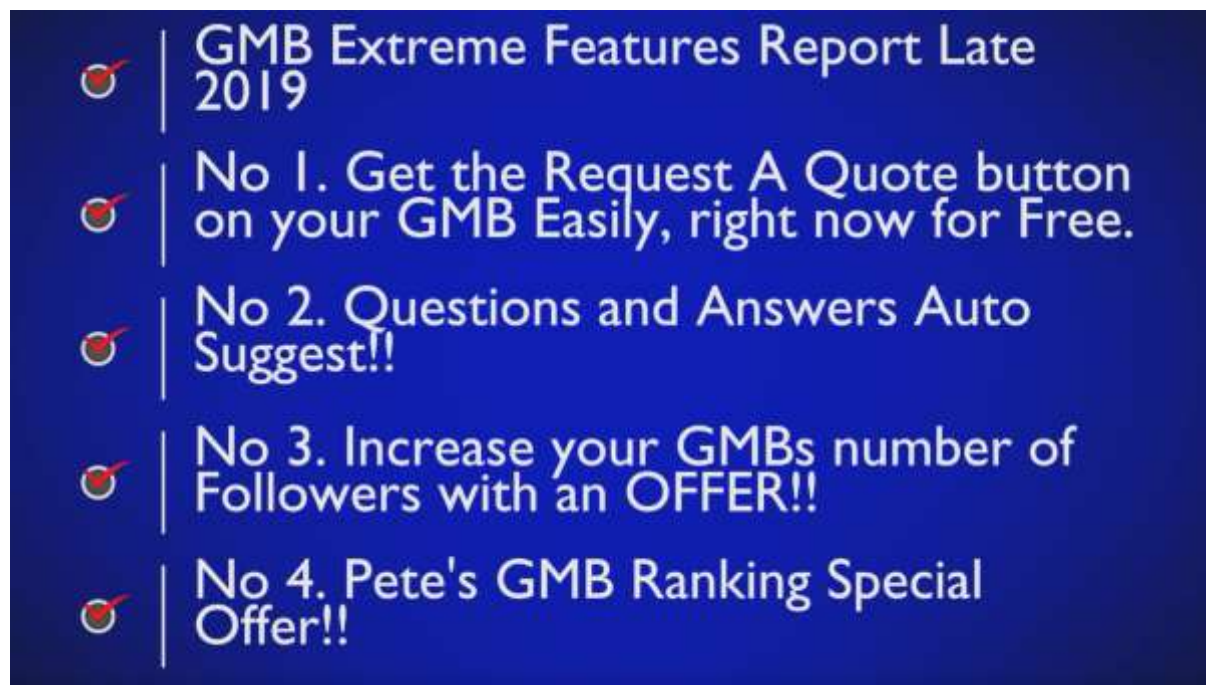 GMB Extreme Features Report Late
2019
No 1. Get the Request A Quote button
on your GMB Easily, right now for Free.
No 2. Questions and Answers Auto
Suggest!!
No 3. Increase your GMBs number of
Followers with an OFFER!!
No 4. Pete's GMB Ranking Special
Offer!!